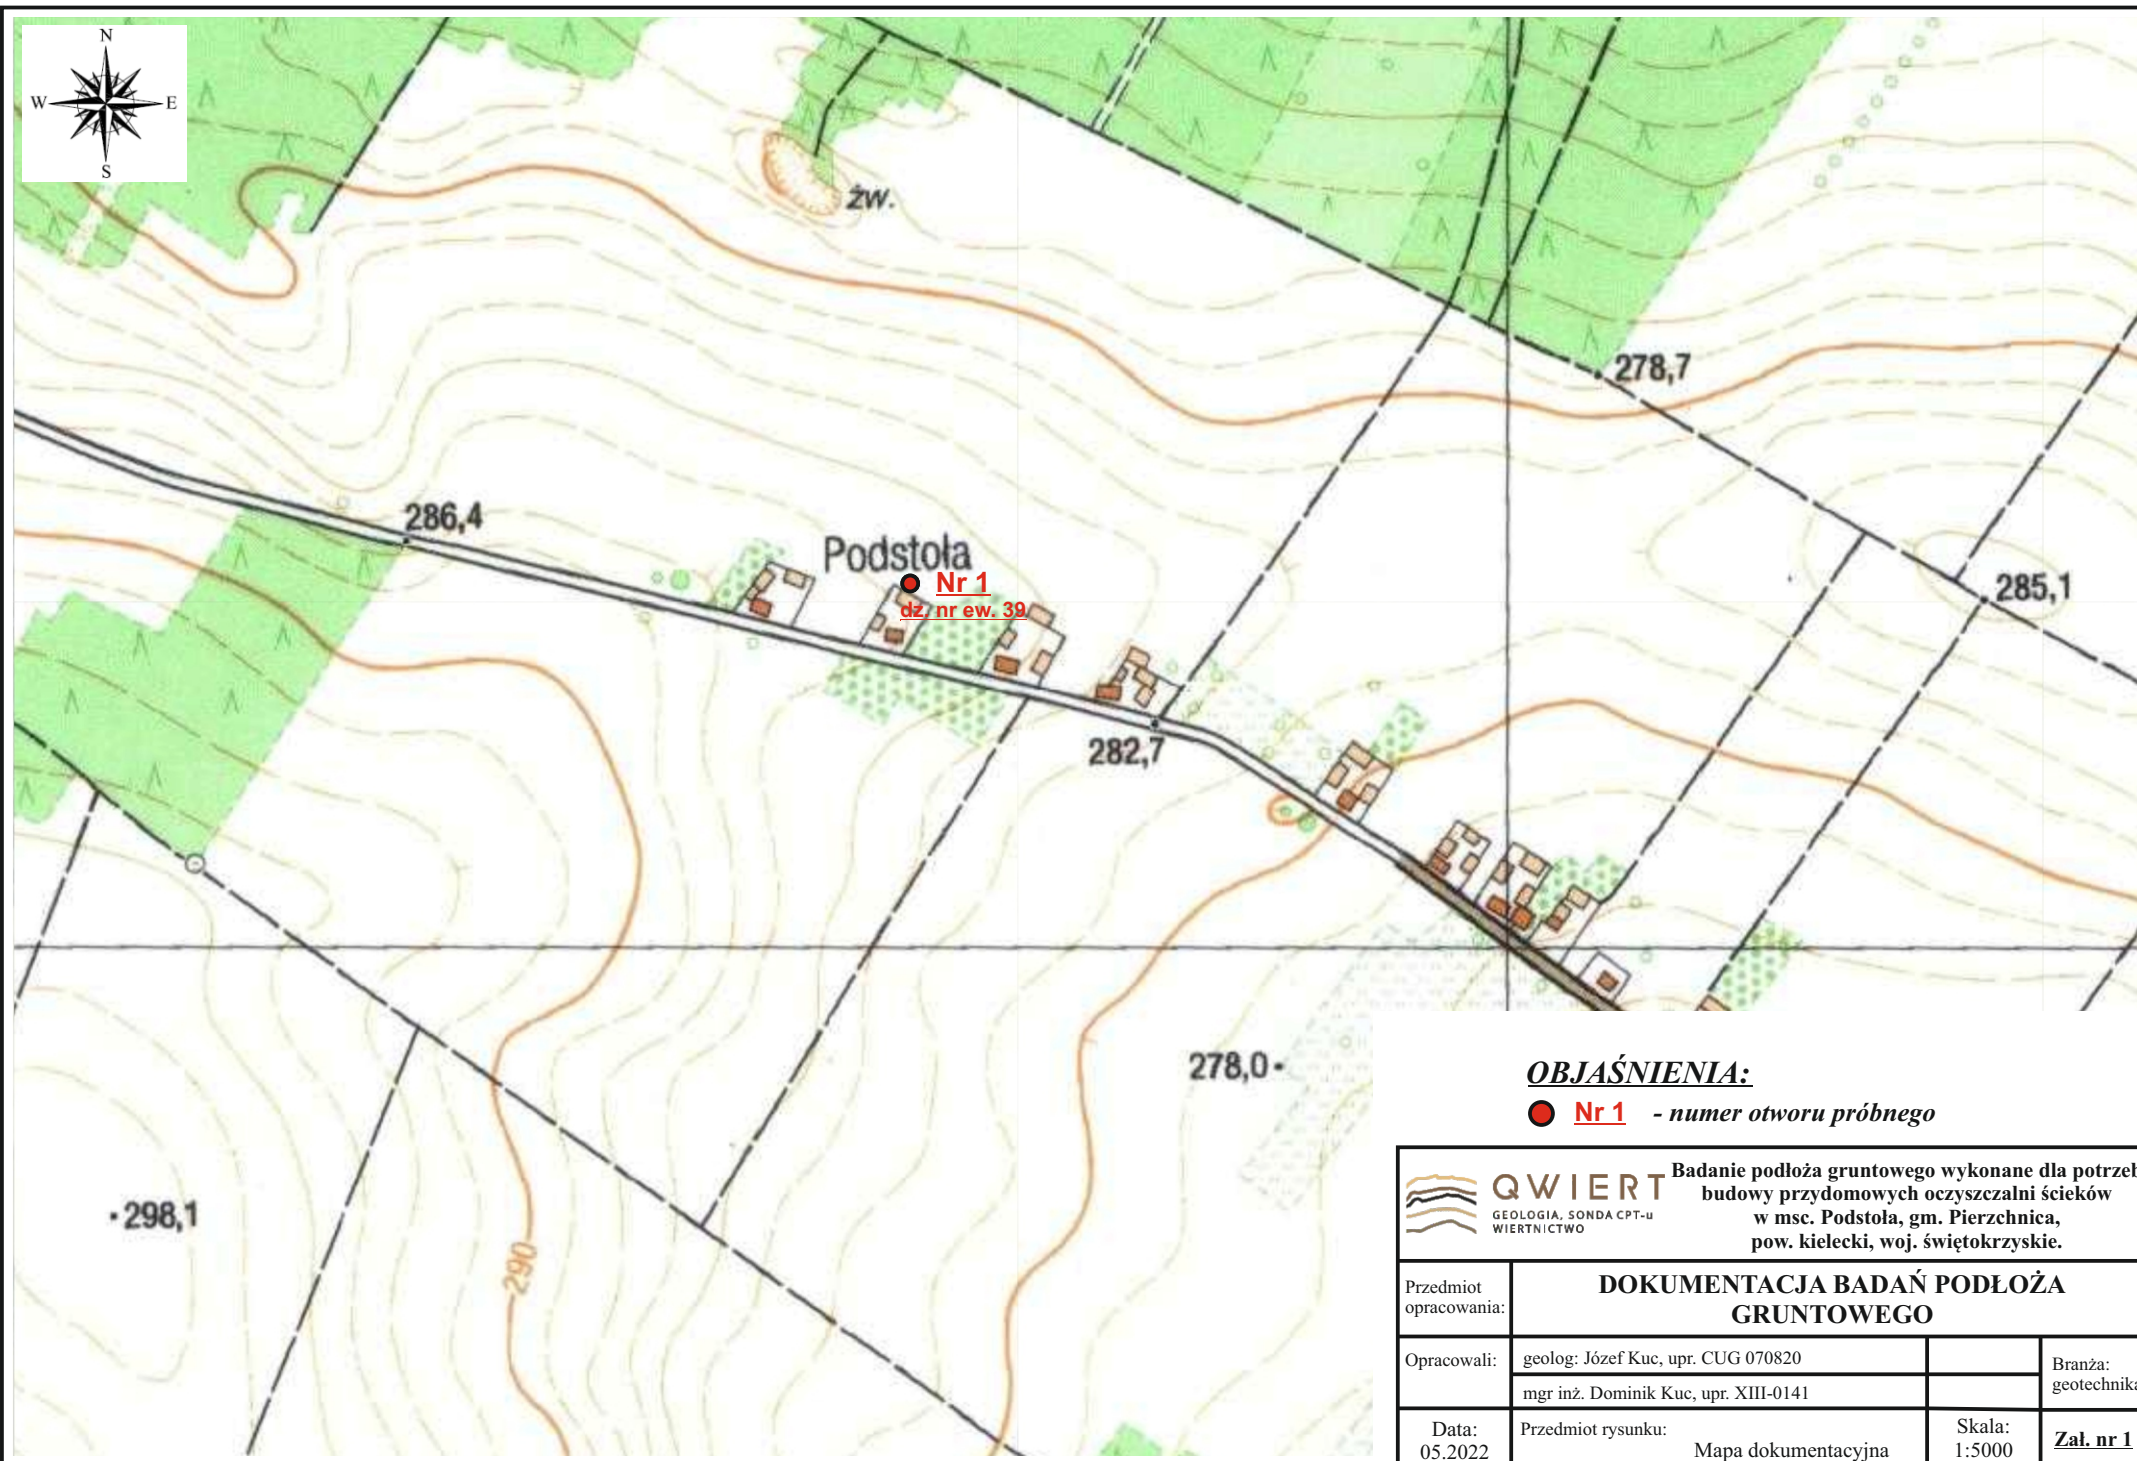 N
W E
S
żw.
278,7
286,4
Podstoła
Nr 1
dz. nr ew. 39
285,1
282,7
278,0
298,1
290
OBJAŚNIENIA:
Nr 1 - numer otworu próbnego
QWIERT
GEOLOGIA, SONDA CPT-u
WIERTNICTWO
Badanie podłoża gruntowego wykonane dla potrzeb
budowy przydomowych oczyszczalni ścieków
w msc. Podstoła, gm. Pierzchnica,
pow. kielecki, woj. świętokrzyskie.
Przedmiot
opracowania:
DOKUMENTACJA BADAŃ PODŁOŻA
GRUNTOWEGO
Opracowali:
geolog: Józef Kuc, upr. CUG 070820
mgr inż. Dominik Kuc, upr. XIII-0141
Branża:
geotechnika
Data:
05.2022
Przedmiot rysunku:
Mapa dokumentacyjna
Skala:
1:5000
Zał. nr 1